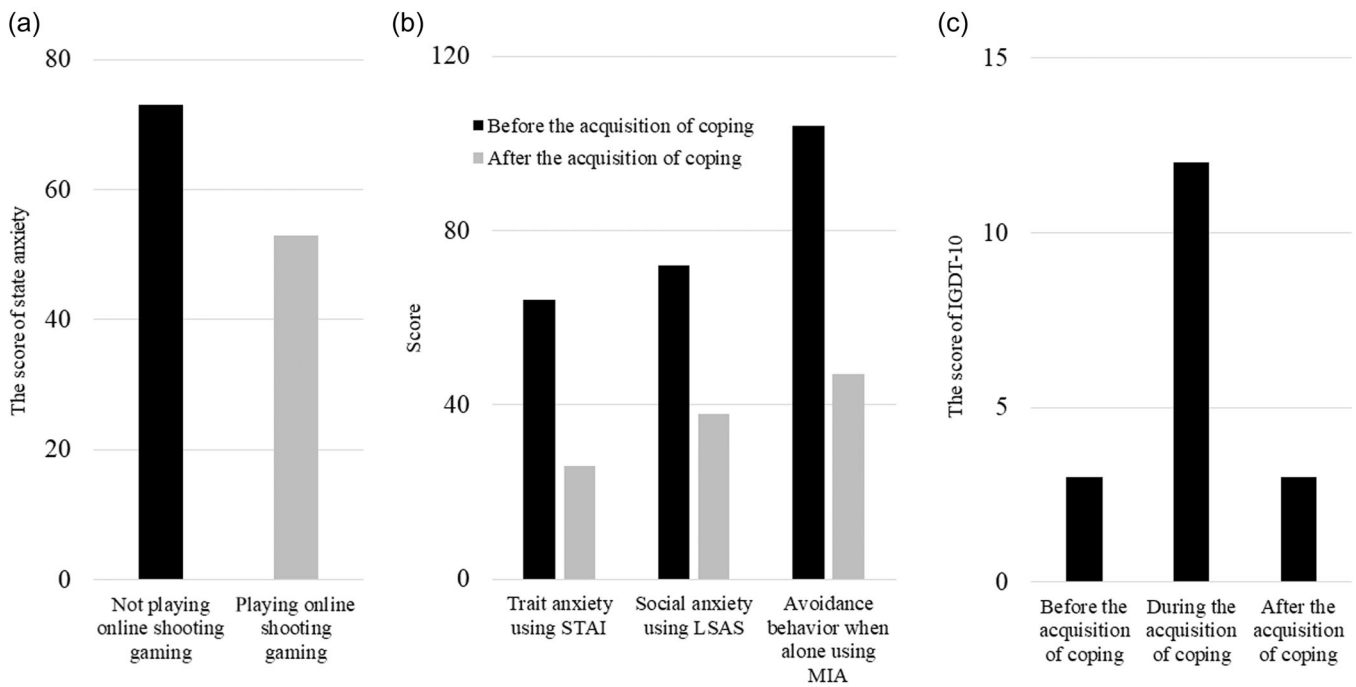 (a)
80
60
40
20
0
The score of state anxiety
Not playing
online shooting
gaming
Playing online
shooting
gaming
(b)
120
80
40
0
Score
Before the acquisition of coping
After the acquisition of coping
Trait anxiety
using STAI
Social anxiety
using LSAS
Avoidance
behavior when
alone using
MIA
(c)
15
10
5
0
The score of IGDT-10
Before the
acquisition
of coping
During the
acquisition
of coping
After the
acquisition
of coping